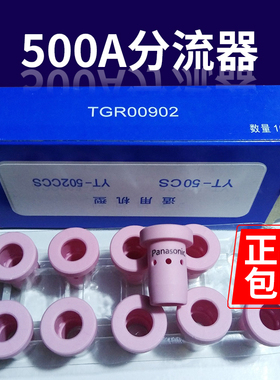 500A分流器
TGR00902
数量 1
YT-502CCS YT-50CS
适用机型
Panasonic
正
包